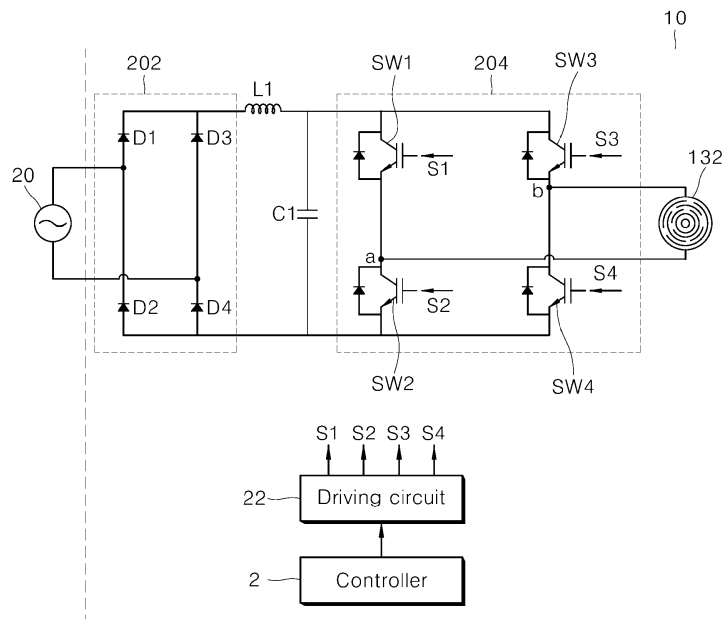 10
202
SW1
204
SW3
L1
D1
D3
S1
S3
20
132
b
C1
a
D2
D4
S2
S4
SW2
SW4
S1 S2 S3 S4
22
Driving circuit
2
Controller